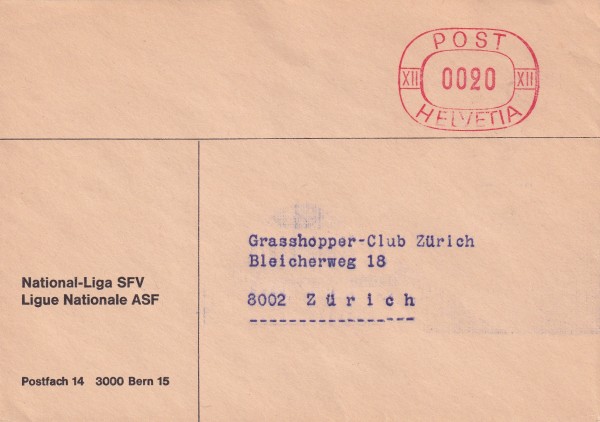 POST
XII 0020 XII
HELVETIA
Grasshopper-Club Zürich
Bleicherweg 18
8002 Zürich
National-Liga SFV
Ligue Nationale ASF
Postfach 14 3000 Bern 15